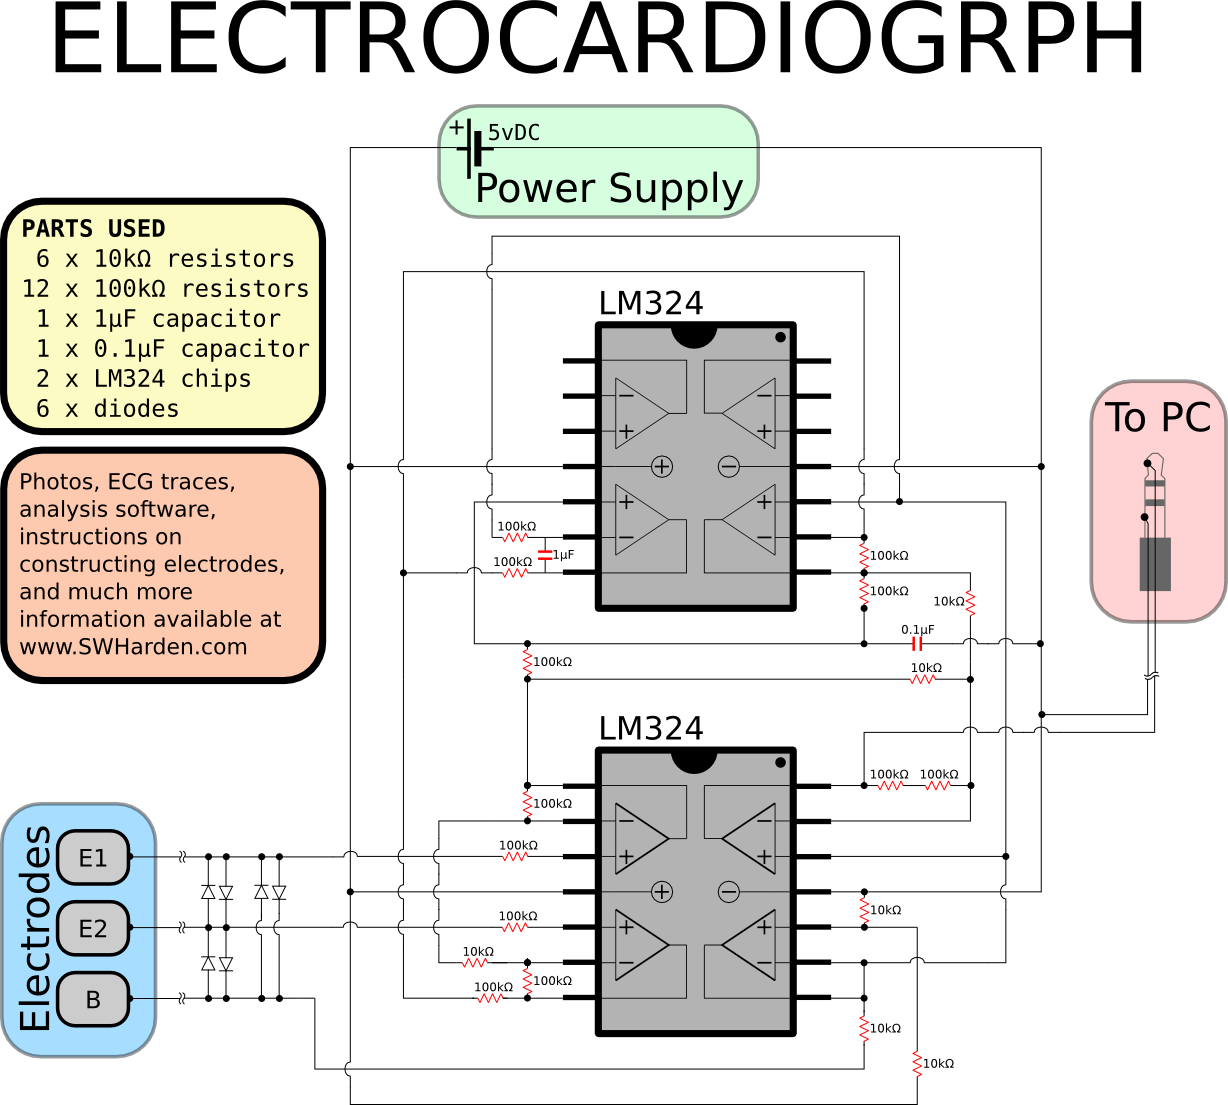 ELECTROCARDIOGRPH
+ 5vDC
Power Supply
PARTS USED
6 x 10kΩ resistors
12 x 100kΩ resistors
1 x 1µF capacitor
1 x 0.1µF capacitor
2 x LM324 chips
6 x diodes
Photos, ECG traces,
analysis software,
instructions on
constructing electrodes,
and much more
information available at
www.SWHarden.com
LM324
− −
+ +
+ −
+ +
− −
100kΩ
1µF
100kΩ
100kΩ
100kΩ
10kΩ
0.1µF
100kΩ
10kΩ
To PC
LM324
100kΩ 100kΩ
100kΩ
− −
+ +
100kΩ
+ −
10kΩ
100kΩ
+ +
− −
10kΩ
100kΩ
100kΩ
10kΩ
10kΩ
Electrodes
E1
E2
B